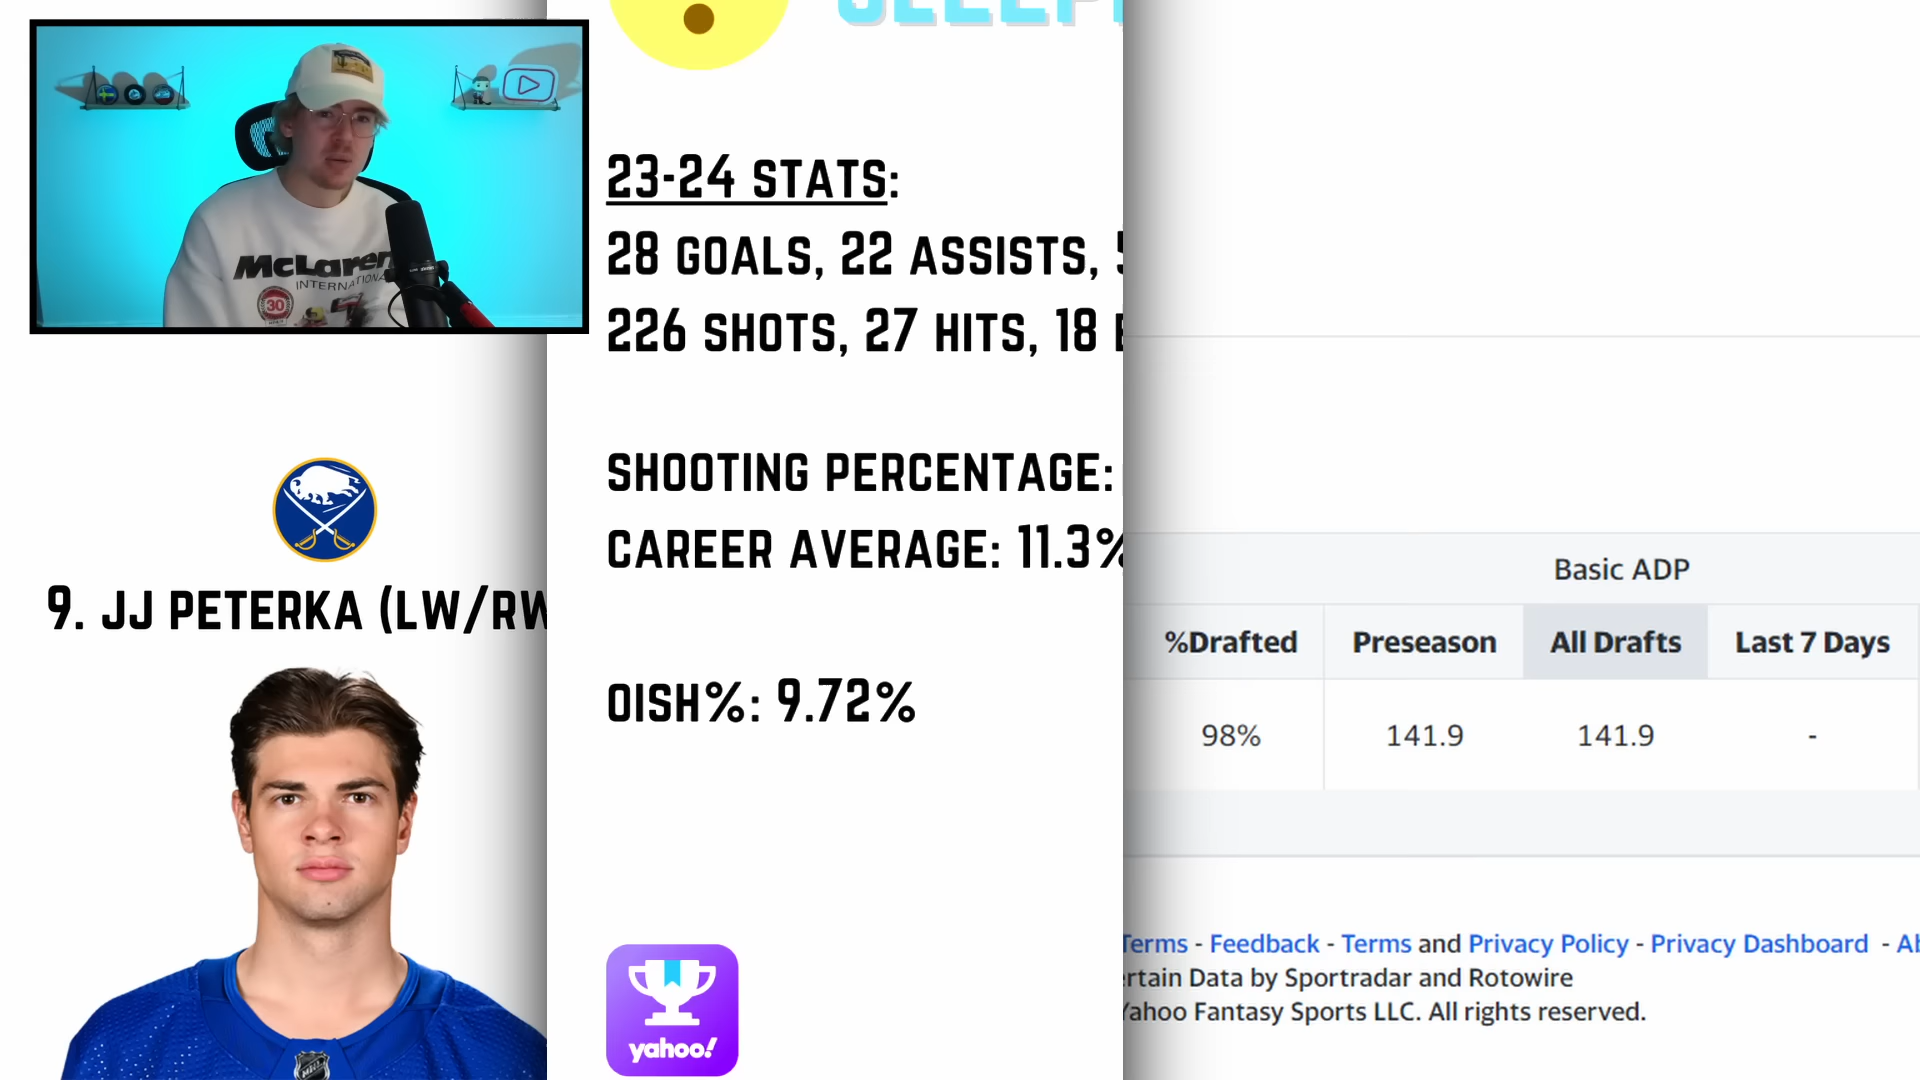 McLaren
INTERNATIONAL
30
9. JJ PETERKA (LW/RW
23-24 STATS:
28 GOALS, 22 ASSISTS,
226 SHOTS, 27 HITS, 18
SHOOTING PERCENTAGE:
CAREER AVERAGE: 11.3%
OISH%: 9.72%
yahoo!
Basic ADP
%Drafted Preseason All Drafts Last 7 Days
98% 141.9 141.9 -
Terms - Feedback - Terms and Privacy Policy - Privacy Dashboard - Ab
ertain Data by Sportradar and Rotowire
Yahoo Fantasy Sports LLC. All rights reserved.